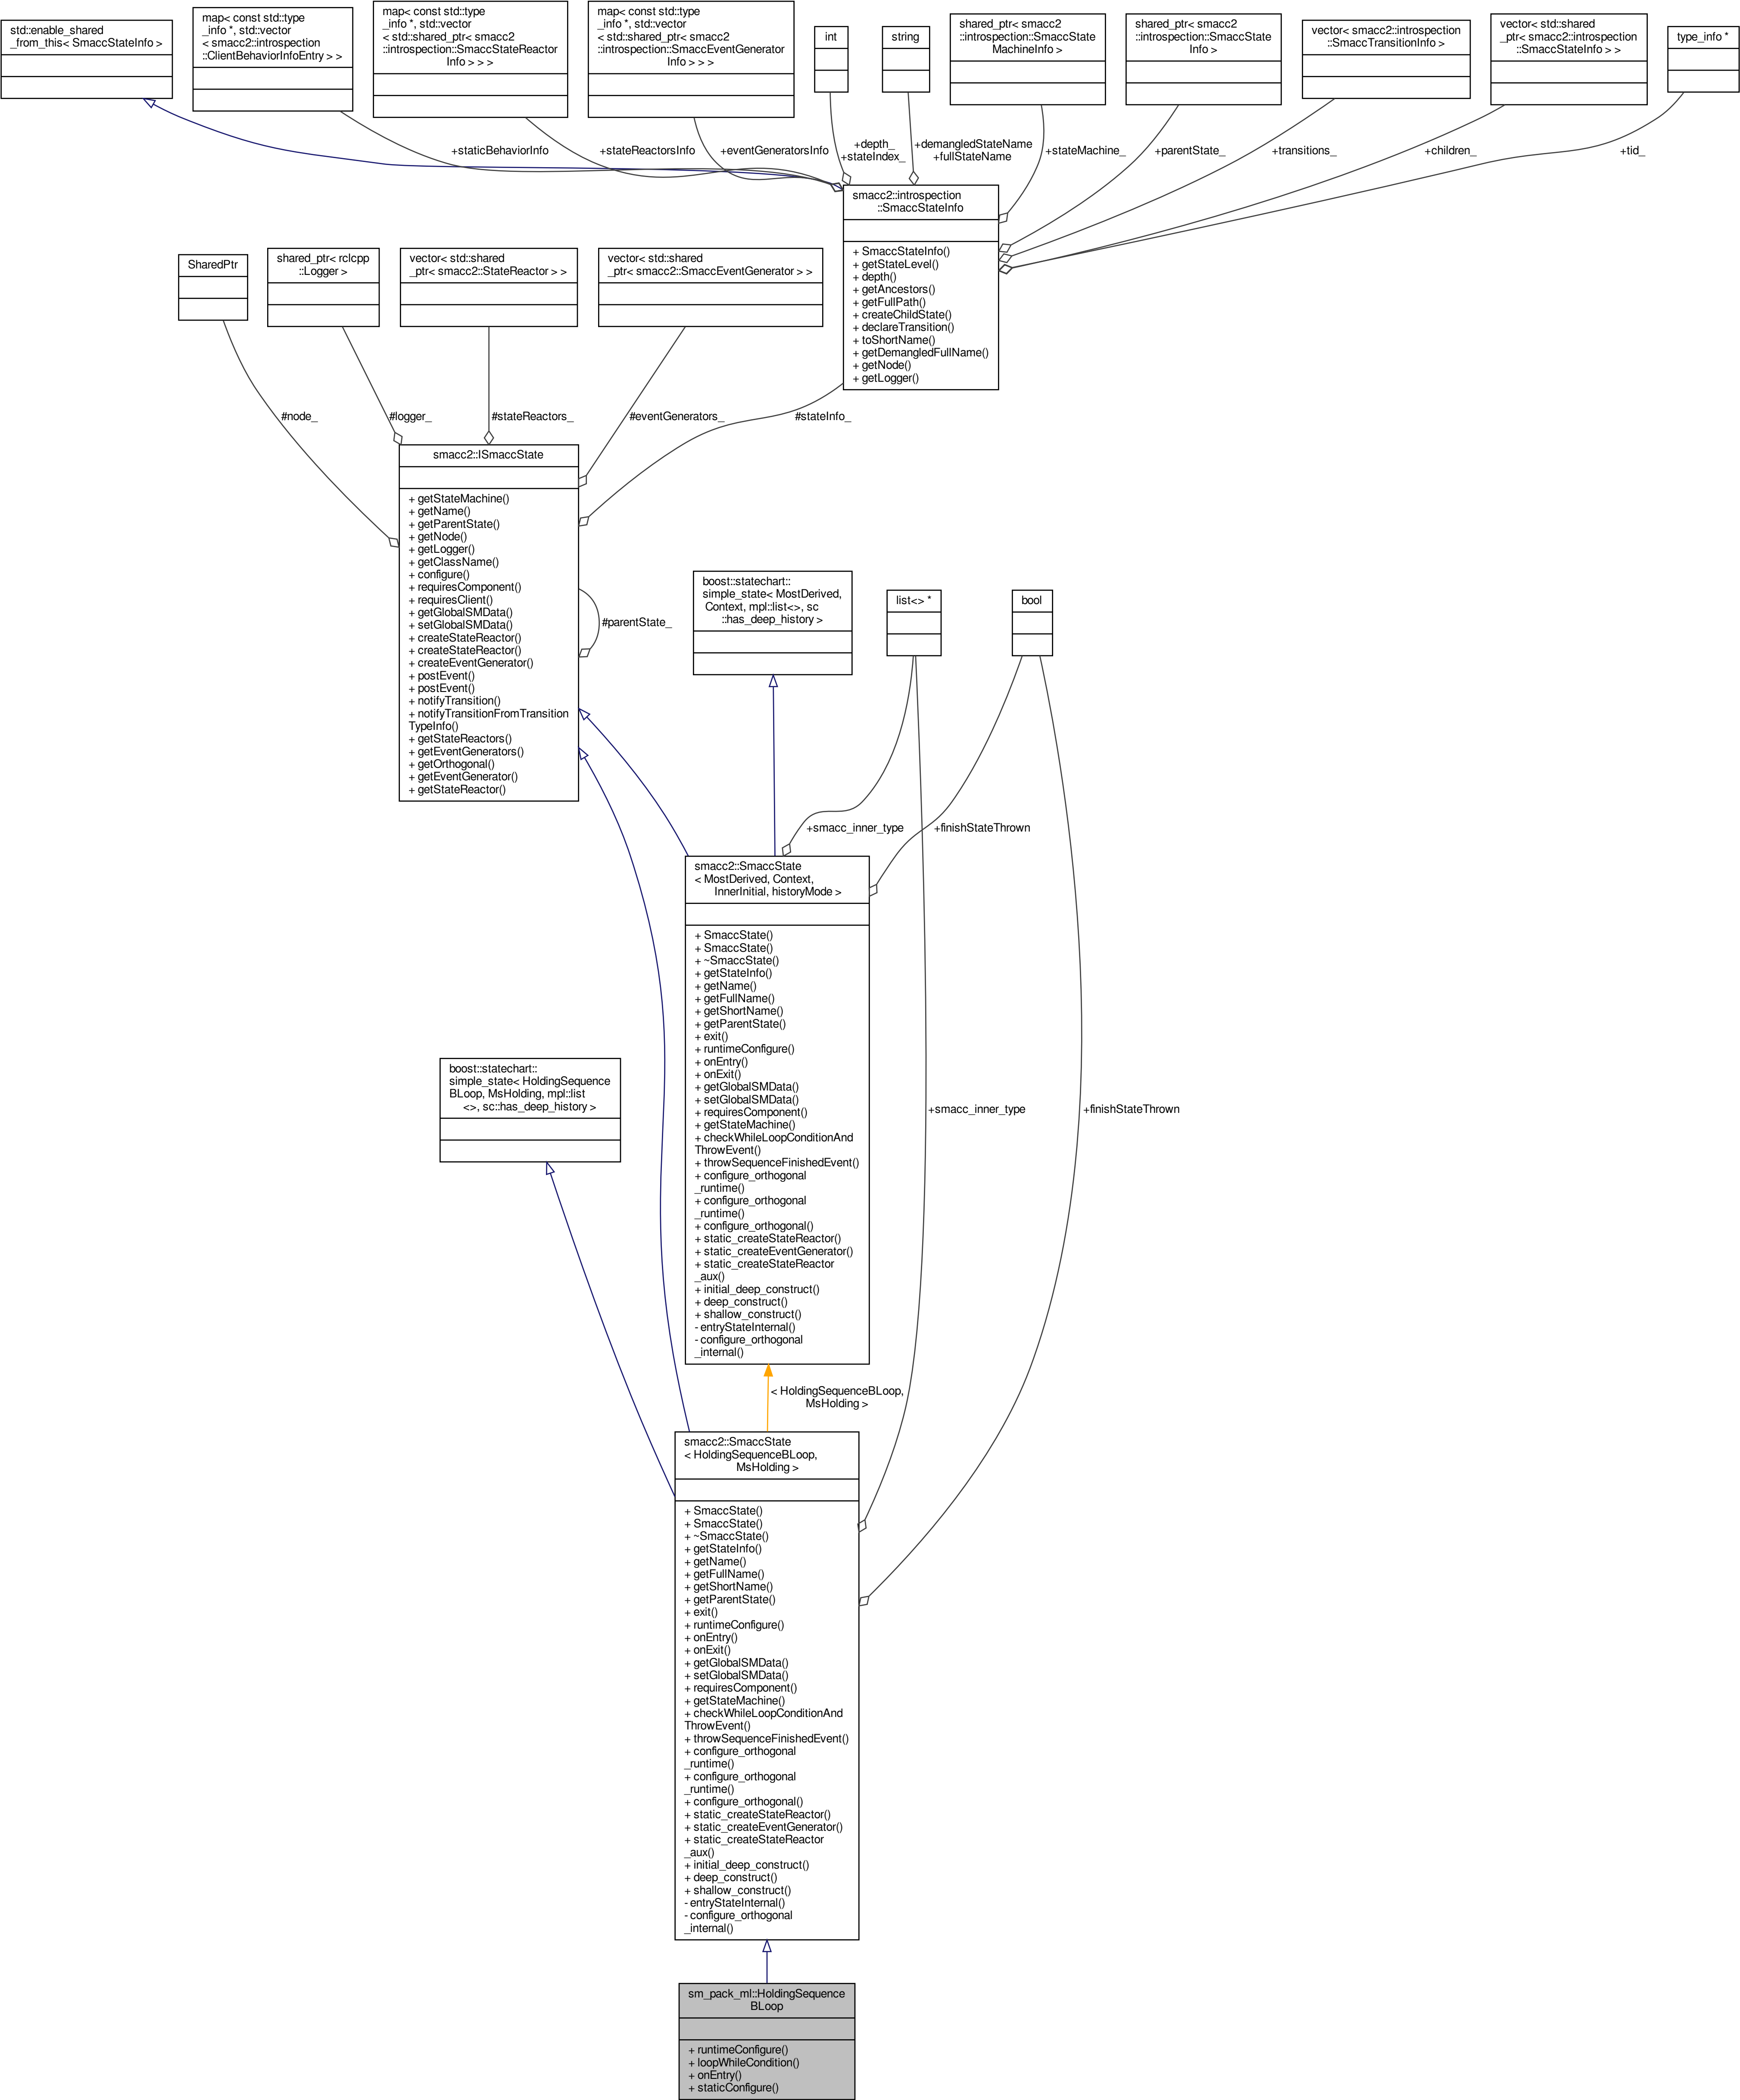 std::enable_shared
_from_this< SmaccStateInfo >
map< const std::type
_info *, std::vector
< smacc2::introspection
::ClientBehaviorInfoEntry > >
map< const std::type
_info *, std::vector
< std::shared_ptr< smacc2
::introspection::SmaccStateReactor
Info > > >
map< const std::type
_info *, std::vector
< std::shared_ptr< smacc2
::introspection::SmaccEventGenerator
Info > > >
int
string
shared_ptr< smacc2
::introspection::SmaccState
MachineInfo >
shared_ptr< smacc2
::introspection::SmaccState
Info >
vector< smacc2::introspection
::SmaccTransitionInfo >
vector< std::shared
_ptr< smacc2::introspection
::SmaccStateInfo > >
type_info *
+staticBehaviorInfo
+stateReactorsInfo
+eventGeneratorsInfo
+depth_
+stateIndex_
+demangledStateName
+fullStateName
+stateMachine_
+parentState_
+transitions_
+children_
+tid_
smacc2::introspection
::SmaccStateInfo
+ SmaccStateInfo()
+ getStateLevel()
+ depth()
+ getAncestors()
+ getFullPath()
+ createChildState()
+ declareTransition()
+ toShortName()
+ getDemangledFullName()
+ getNode()
+ getLogger()
SharedPtr
shared_ptr< rclcpp
::Logger >
vector< std::shared
_ptr< smacc2::StateReactor > >
vector< std::shared
_ptr< smacc2::SmaccEventGenerator > >
#node_
#logger_
#stateReactors_
#eventGenerators_
#stateInfo_
smacc2::ISmaccState
+ getStateMachine()
+ getName()
+ getParentState()
+ getNode()
+ getLogger()
+ getClassName()
+ configure()
+ requiresComponent()
+ requiresClient()
+ getGlobalSMData()
+ setGlobalSMData()
+ createStateReactor()
+ createStateReactor()
+ createEventGenerator()
+ postEvent()
+ postEvent()
+ notifyTransition()
+ notifyTransitionFromTransition
TypeInfo()
+ getStateReactors()
+ getEventGenerators()
+ getOrthogonal()
+ getEventGenerator()
+ getStateReactor()
#parentState_
boost::statechart::
simple_state< MostDerived,
Context, mpl::list<>, sc
::has_deep_history >
list<> *
bool
+smacc_inner_type
+finishStateThrown
smacc2::SmaccState
< MostDerived, Context,
InnerInitial, historyMode >
+ SmaccState()
+ SmaccState()
+ ~SmaccState()
+ getStateInfo()
+ getName()
+ getFullName()
+ getShortName()
+ getParentState()
+ exit()
+ runtimeConfigure()
+ onEntry()
+ onExit()
+ getGlobalSMData()
+ setGlobalSMData()
+ requiresComponent()
+ getStateMachine()
+ checkWhileLoopConditionAnd
ThrowEvent()
+ throwSequenceFinishedEvent()
+ configure_orthogonal
_runtime()
+ configure_orthogonal
_runtime()
+ configure_orthogonal()
+ static_createStateReactor()
+ static_createEventGenerator()
+ static_createStateReactor
_aux()
+ initial_deep_construct()
+ deep_construct()
+ shallow_construct()
- entryStateInternal()
- configure_orthogonal
_internal()
boost::statechart::
simple_state< HoldingSequence
BLoop, MsHolding, mpl::list
<>, sc::has_deep_history >
+smacc_inner_type
+finishStateThrown
< HoldingSequenceBLoop,
MsHolding >
smacc2::SmaccState
< HoldingSequenceBLoop,
MsHolding >
+ SmaccState()
+ SmaccState()
+ ~SmaccState()
+ getStateInfo()
+ getName()
+ getFullName()
+ getShortName()
+ getParentState()
+ exit()
+ runtimeConfigure()
+ onEntry()
+ onExit()
+ getGlobalSMData()
+ setGlobalSMData()
+ requiresComponent()
+ getStateMachine()
+ checkWhileLoopConditionAnd
ThrowEvent()
+ throwSequenceFinishedEvent()
+ configure_orthogonal
_runtime()
+ configure_orthogonal
_runtime()
+ configure_orthogonal()
+ static_createStateReactor()
+ static_createEventGenerator()
+ static_createStateReactor
_aux()
+ initial_deep_construct()
+ deep_construct()
+ shallow_construct()
- entryStateInternal()
- configure_orthogonal
_internal()
sm_pack_ml::HoldingSequence
BLoop
+ runtimeConfigure()
+ loopWhileCondition()
+ onEntry()
+ staticConfigure()